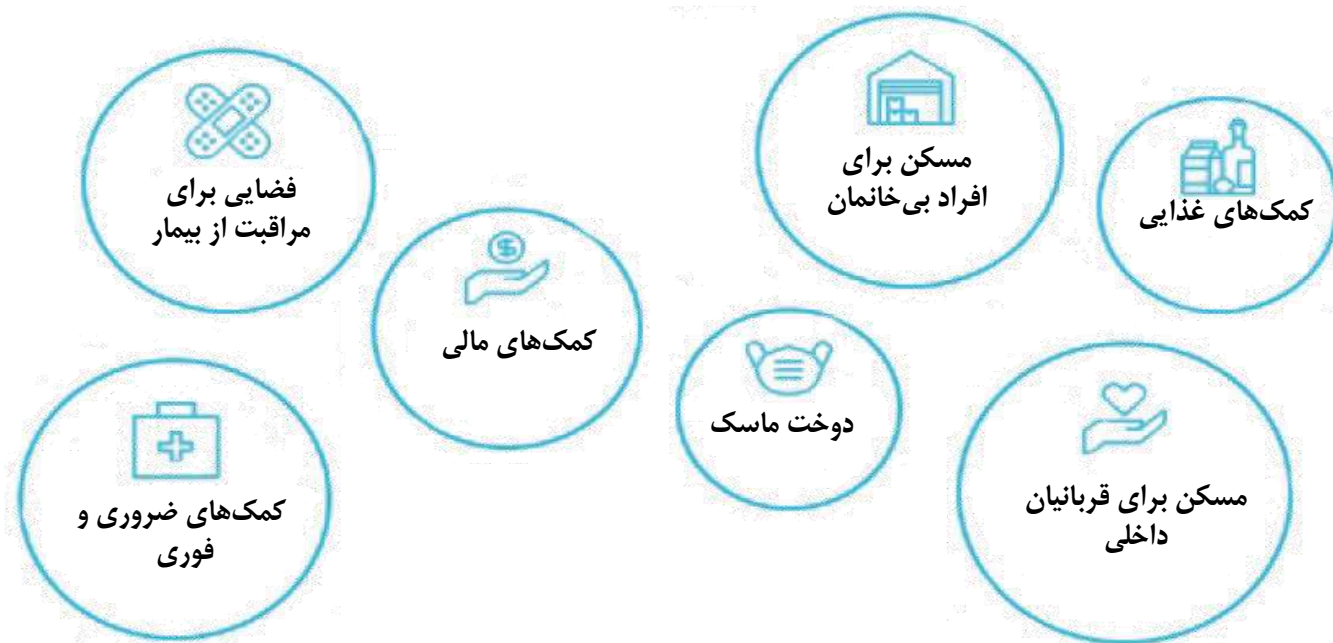 مسکن برای
افراد بی‌خانمان
کمک‌های غذایی
فضایی برای
مراقبت از بیمار
کمک‌های مالی
دوخت ماسک
مسکن برای قربانیان
داخلی
کمک‌های ضروری و
فوری